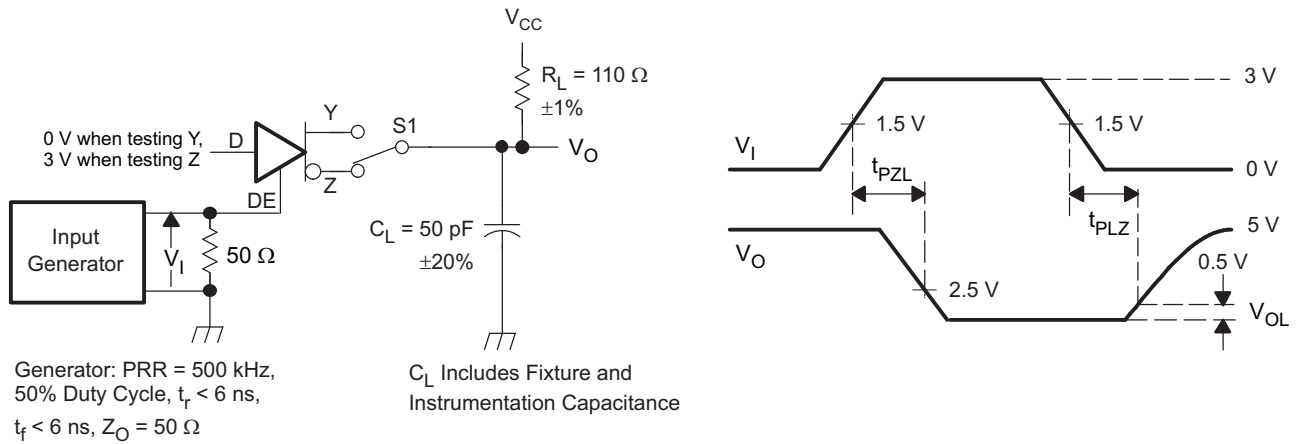 V_CC
R_L = 110 Ω
±1%
Y
S1
0 V when testing Y,
3 V when testing Z
D
Z
V_O
DE
Input
Generator
V_I
50 Ω
C_L = 50 pF
±20%
Generator: PRR = 500 kHz,
50% Duty Cycle, t_r < 6 ns,
t_f < 6 ns, Z_O = 50 Ω
C_L Includes Fixture and
Instrumentation Capacitance
3 V
1.5 V
1.5 V
V_I
0 V
t_PZL
t_PLZ
5 V
V_O
0.5 V
2.5 V
V_OL